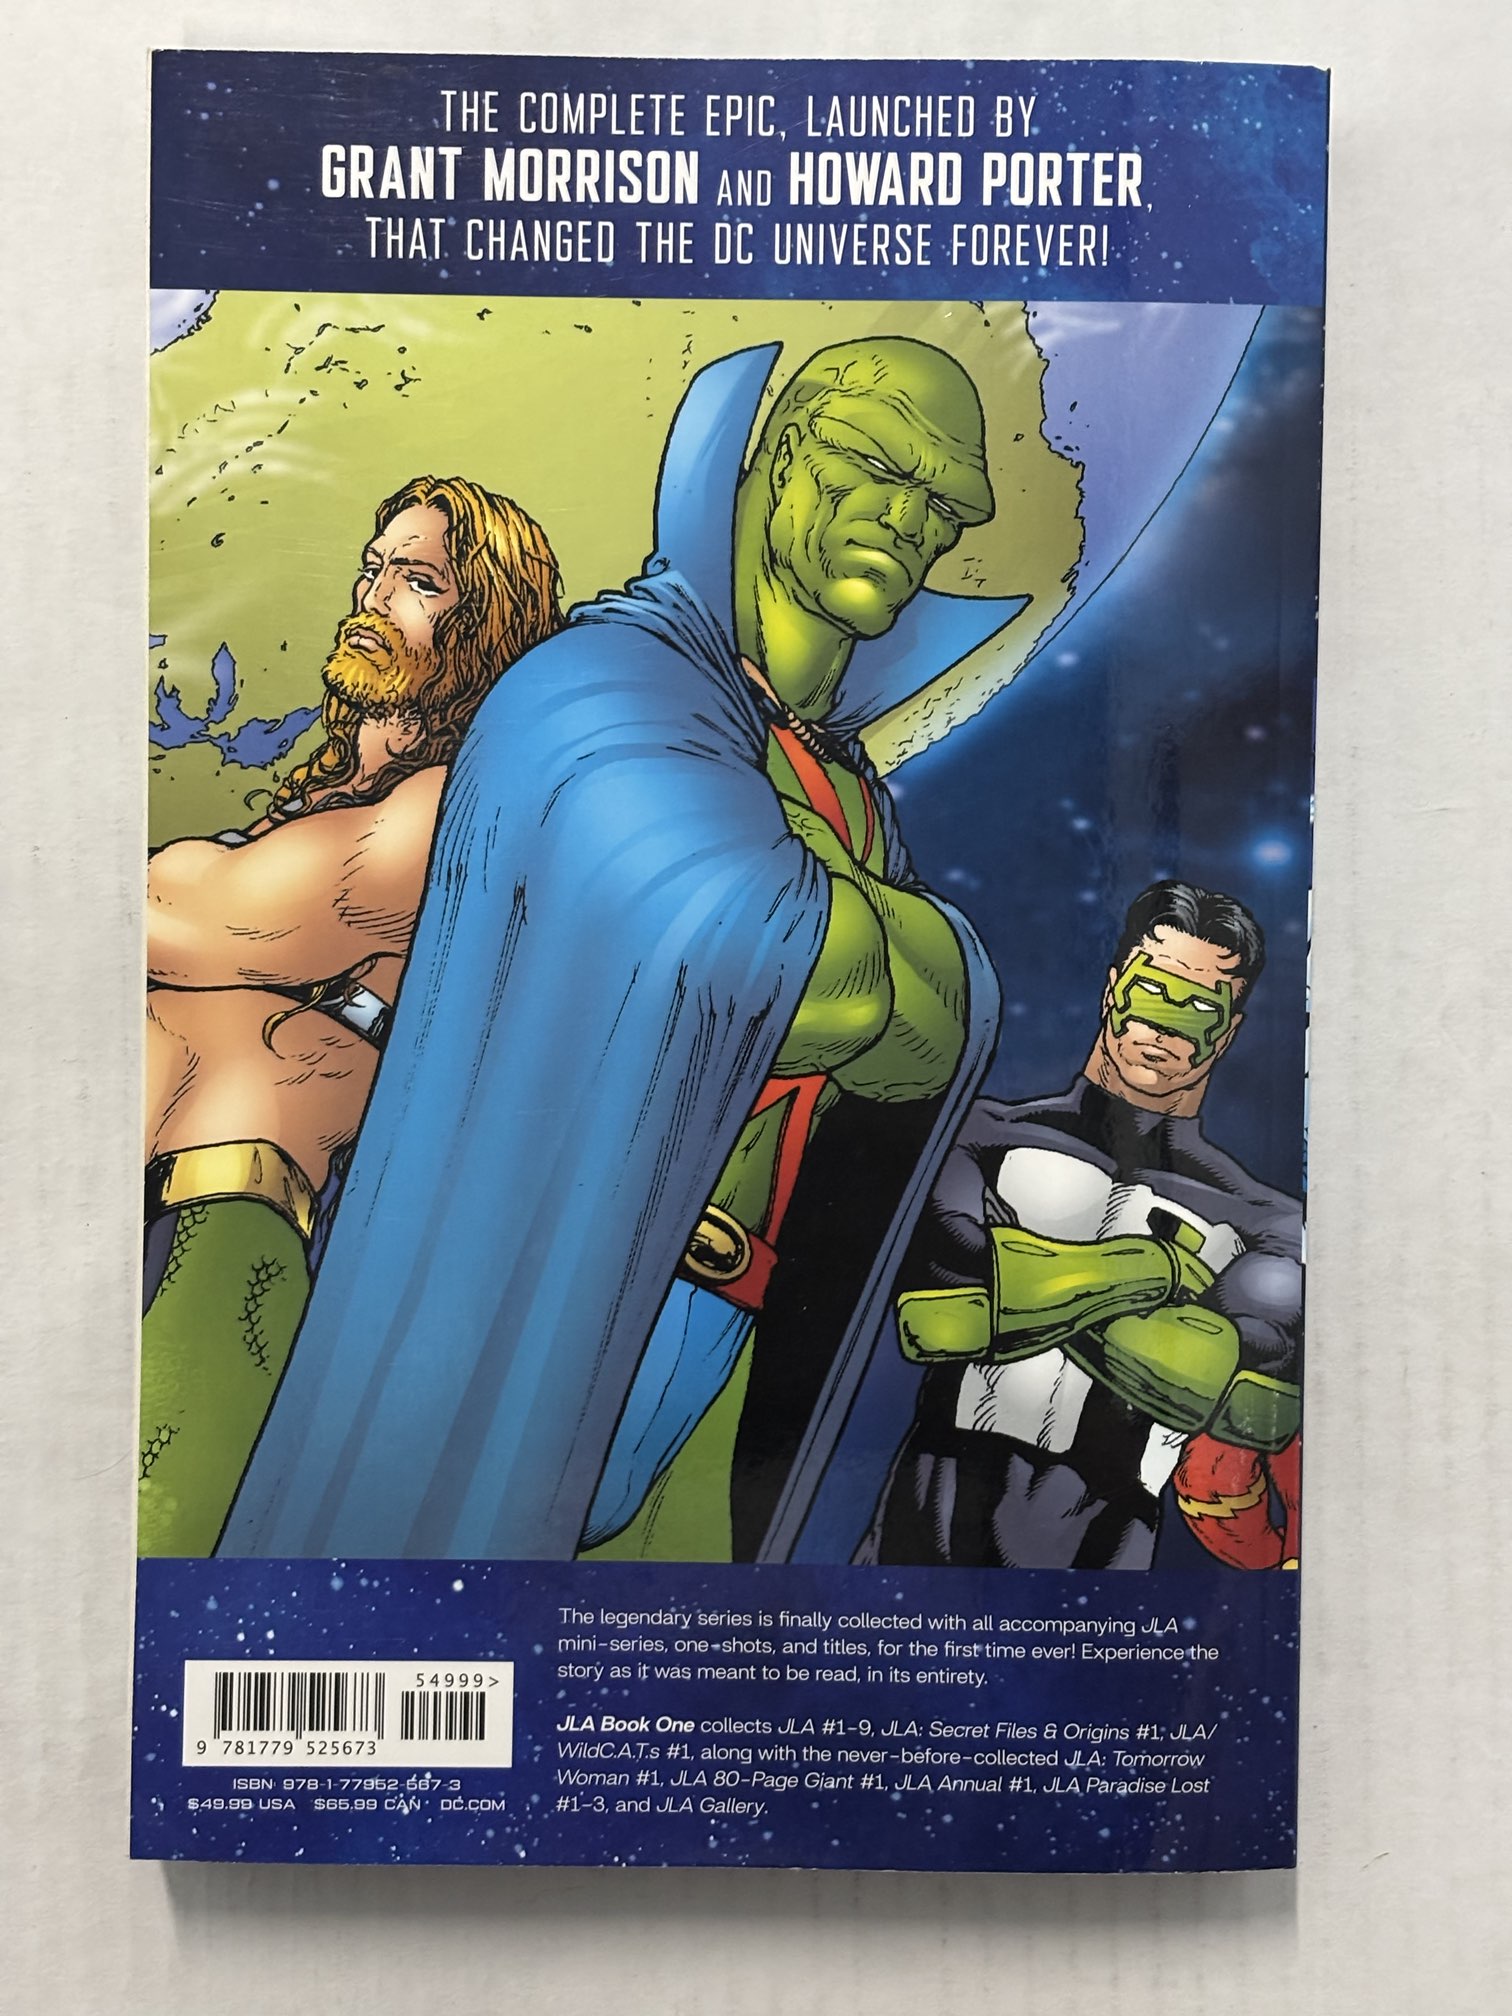 THE COMPLETE EPIC, LAUNCHED BY
GRANT MORRISON AND HOWARD PORTER,
THAT CHANGED THE DC UNIVERSE FOREVER!
The legendary series is finally collected with all accompanying JLA
mini-series, one-shots, and titles, for the first time ever! Experience the
story as it was meant to be read, in its entirety.
JLA Book One collects JLA #1-9, JLA: Secret Files & Origins #1, JLA/
WildC.A.T.s #1, along with the never-before-collected JLA: Tomorrow
Woman #1, JLA 80-Page Giant #1, JLA Annual #1, JLA Paradise Lost
#1-3, and JLA Gallery.
54999>
9 781779 525673
ISBN: 978-1-77952-567-3
$49.99 USA $65.99 CAN DC.COM